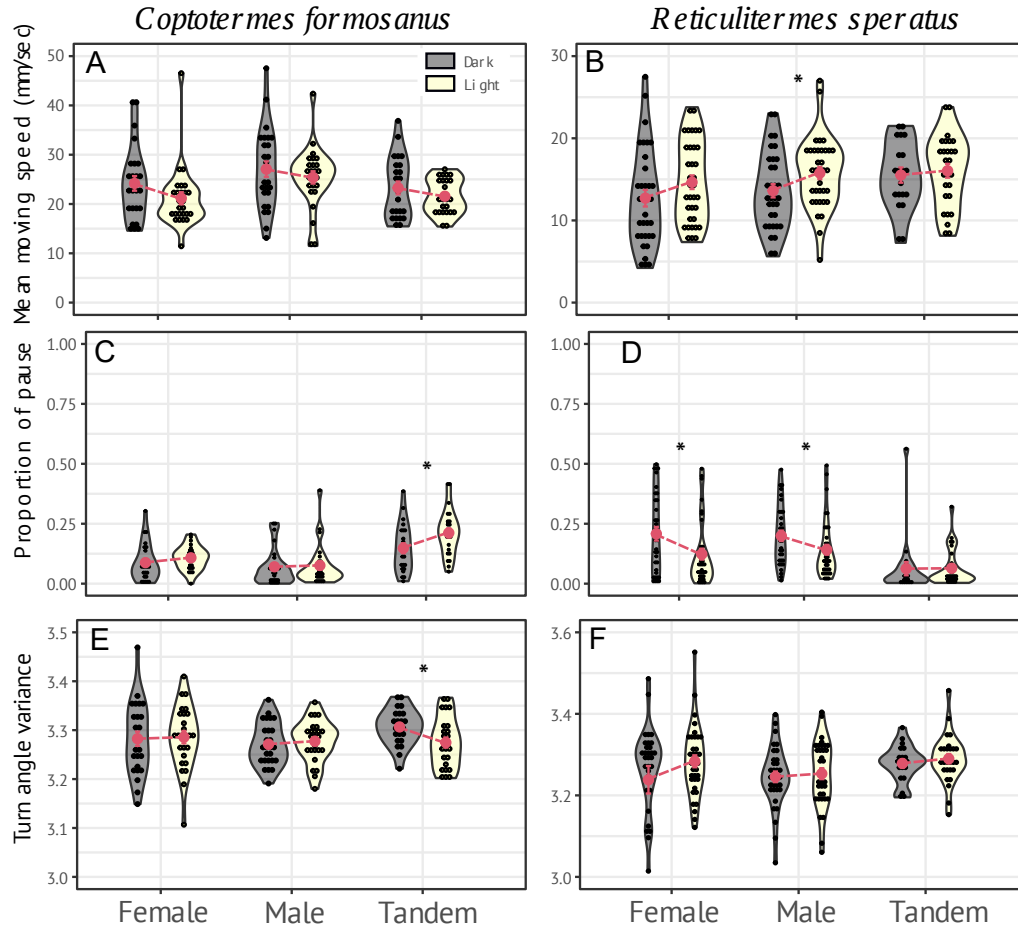 Coptotermes formosanus
Reticulitermes speratus
Mean moving speed (mm/sec)
A
Dark
Light
50
40
30
20
10
0
B
*
30
20
10
0
Proportion of pause
C
*
1.00
0.75
0.50
0.25
0.00
D
* *
1.00
0.75
0.50
0.25
0.00
Turn angle variance
E
*
3.5
3.4
3.3
3.2
3.1
3.0
F
3.6
3.4
3.2
3.0
Female Male Tandem
Female Male Tandem